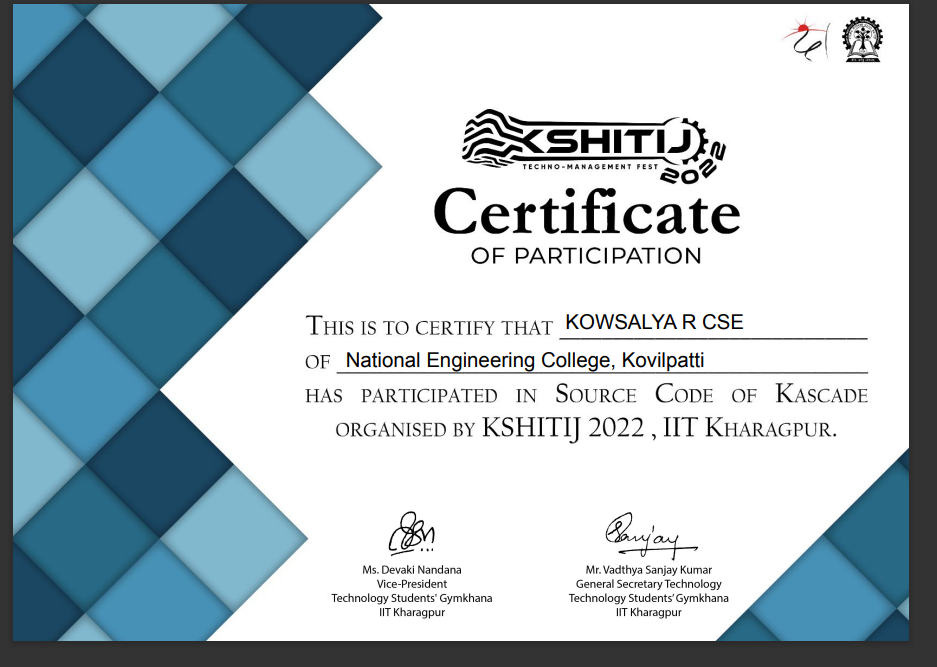 KSHITIJ
TECHNO-MANAGEMENT FEST
2022
Certificate
OF PARTICIPATION
THIS IS TO CERTIFY THAT KOWSALYA R CSE
OF National Engineering College, Kovilpatti
HAS PARTICIPATED IN SOURCE CODE OF KASCADE
ORGANISED BY KSHITIJ 2022 , IIT KHARAGPUR.
Sanjay
Ms. Devaki Nandana
Vice-President
Technology Students' Gymkhana
IIT Kharagpur
Mr. Vadthya Sanjay Kumar
General Secretary Technology
Technology Students' Gymkhana
IIT Kharagpur